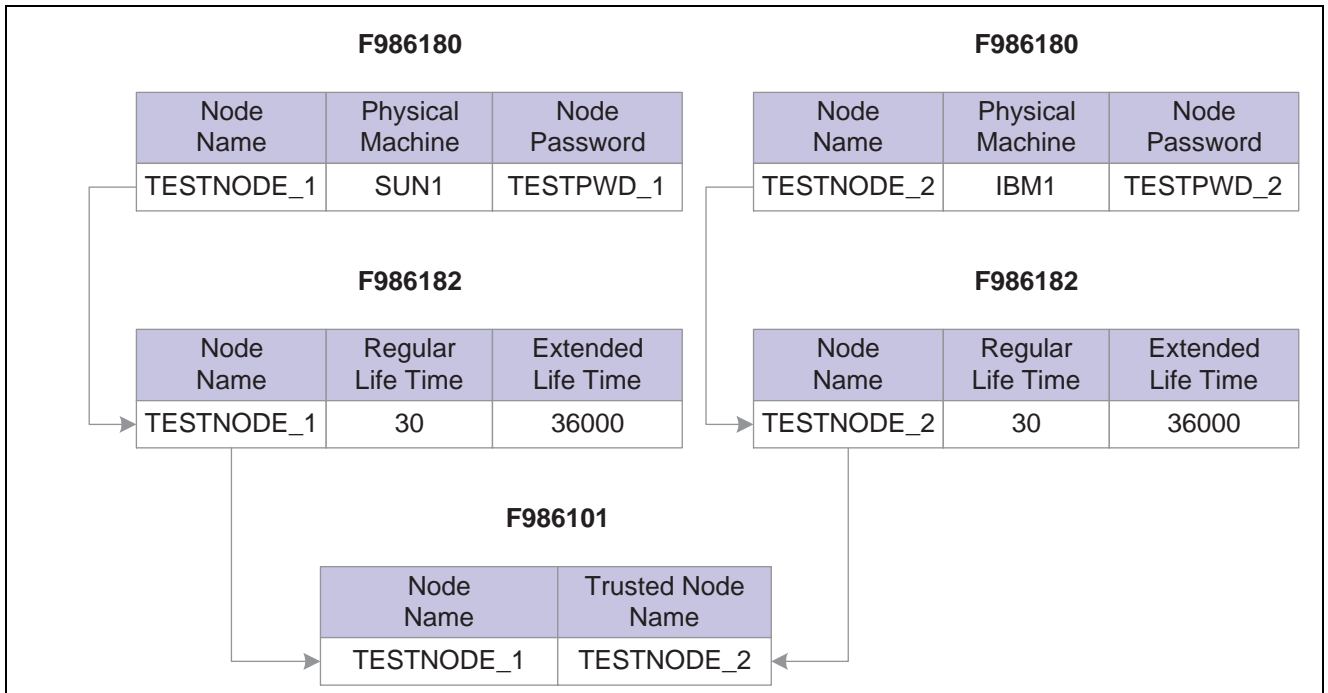 F986180
F986180
Node Name
Physical Machine
Node Password
TESTNODE_1
SUN1
TESTPWD_1
Node Name
Physical Machine
Node Password
TESTNODE_2
IBM1
TESTPWD_2
F986182
F986182
Node Name
Regular Life Time
Extended Life Time
TESTNODE_1
30
36000
Node Name
Regular Life Time
Extended Life Time
TESTNODE_2
30
36000
F986101
Node Name
Trusted Node Name
TESTNODE_1
TESTNODE_2